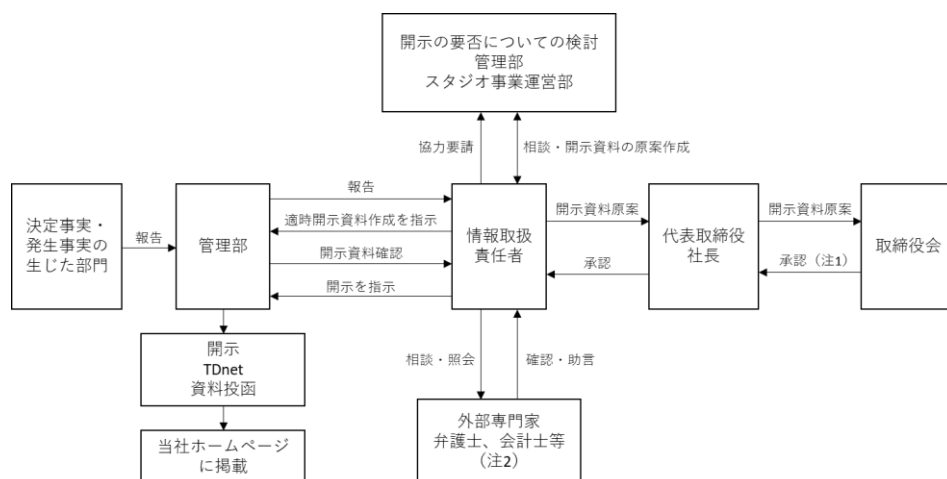 開示の要否についての検討
管理部
スタジオ事業運営部
協力要請
相談・開示資料の原案作成
決定事実・
発生事実の
生じた部門
報告
管理部
報告
適時開示資料作成を指示
開示資料確認
開示を指示
情報取扱
責任者
開示資料原案
承認
代表取締役
社長
開示資料原案
承認（注1）
取締役会
開示
TDnet
資料投函
相談・照会
確認・助言
当社ホームページ
に掲載
外部専門家
弁護士、会計士等
（注2）